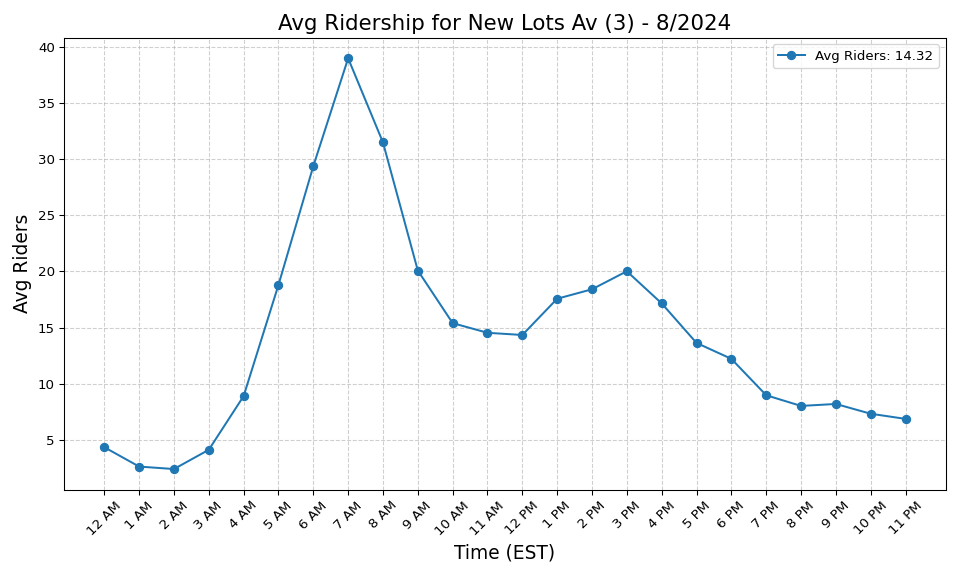 Avg Ridership for New Lots Av (3) - 8/2024
Avg Riders: 14.32
Avg Riders
40
35
30
25
20
15
10
5
12 AM
1 AM
2 AM
3 AM
4 AM
5 AM
6 AM
7 AM
8 AM
9 AM
10 AM
11 AM
12 PM
1 PM
2 PM
3 PM
4 PM
5 PM
6 PM
7 PM
8 PM
9 PM
10 PM
11 PM
Time (EST)